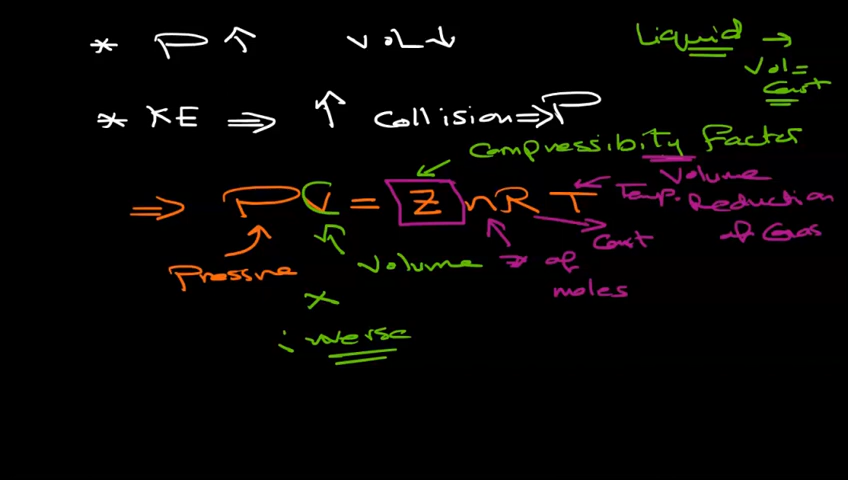 * P ↑ vol ↓
Liquid →
Vol =
Const
* KE ⇒ ↑ Collision ⇒ P
Compressibility Factor
⇒ PV = Z nRT
Volume
Temp. Reduction
of Gas
Const
Pressure
Volume
# of
moles
inverse